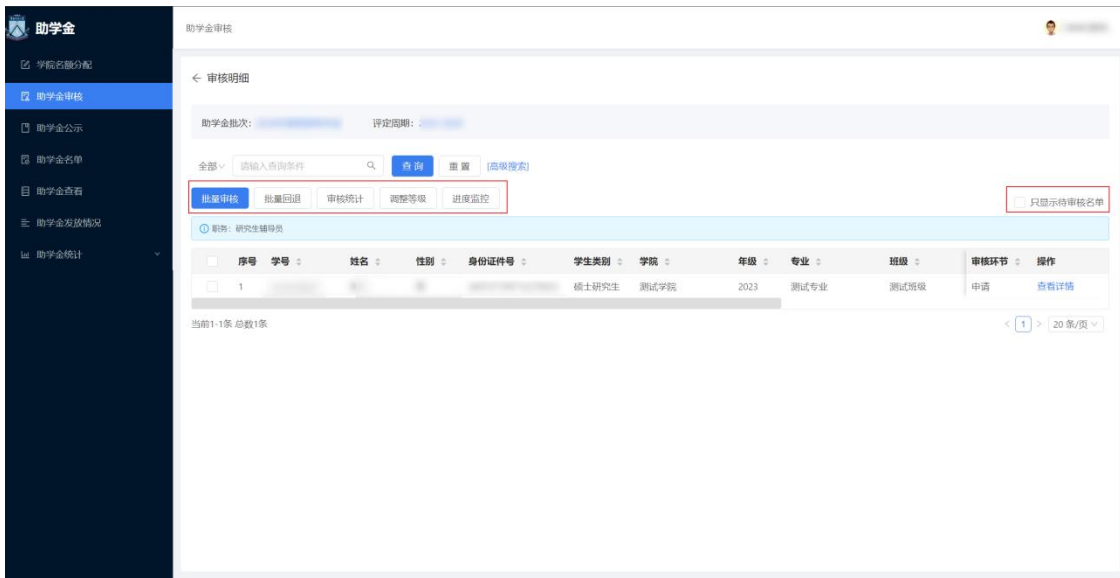 助学金
助学金审核
学院名额分配
← 审核明细
助学金审核
助学金公示
助学金批次： 评定周期：
助学金名单
全部 请输入查询条件 查询 重置 [高级搜索]
助学金查看
批量审核 批量回退 审核统计 调整等级 进度监控 只显示待审核名单
助学金发放情况
职务：研究生辅导员
助学金统计
序号 学号 姓名 性别 身份证件号 学生类别 学院 年级 专业 班级 审核环节 操作
1 硕士研究生 测试学院 2023 测试专业 测试班级 申请 查看详情
当前1-1条 总数1条 < 1 > 20 条/页